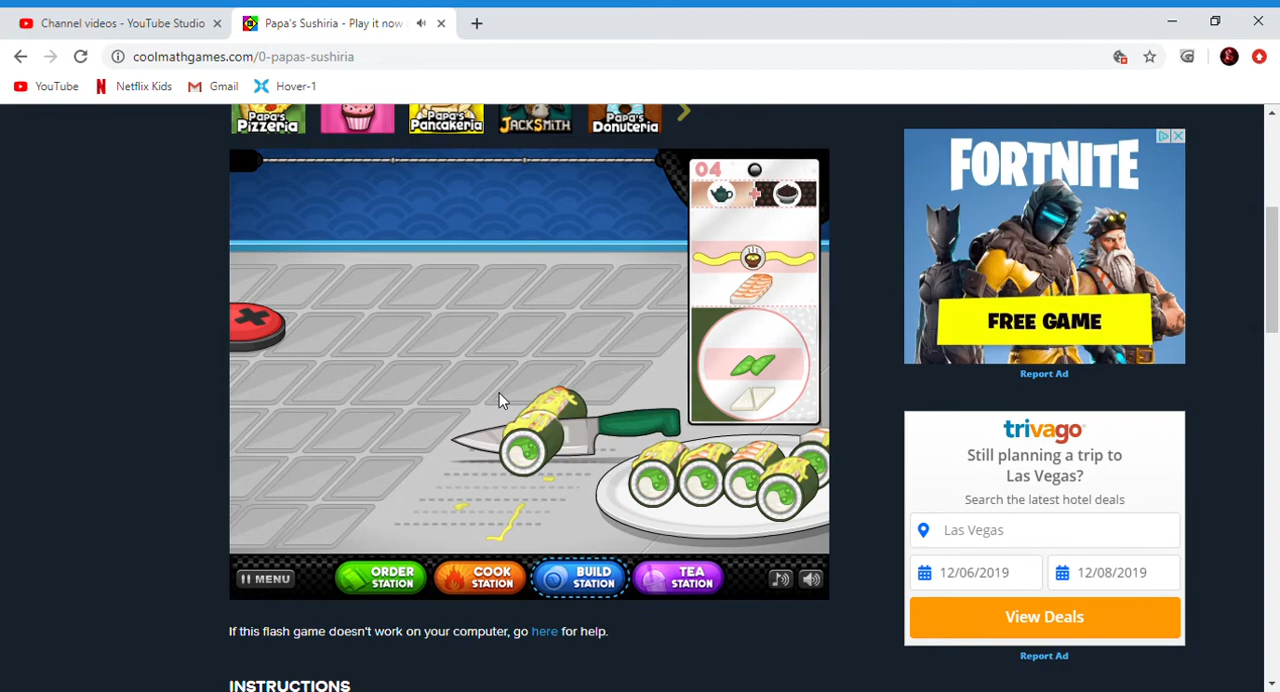 Channel videos - YouTube Studio
Papa's Sushiria - Play it now
coolmathgames.com/0-papas-sushiria
YouTube
Netflix Kids
Gmail
Hover-1
Papa's Pizzeria
Papa's Pancakeria
JackSmith
Papa's Donuteria
04
MENU
ORDER STATION
COOK STATION
BUILD STATION
TEA STATION
If this flash game doesn't work on your computer, go here for help.
INSTRUCTIONS
FORTNITE
FREE GAME
Report Ad
trivago
Still planning a trip to
Las Vegas?
Search the latest hotel deals
Las Vegas
12/06/2019
12/08/2019
View Deals
Report Ad